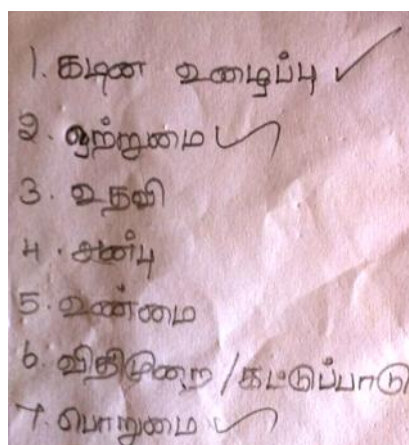 1. கடின உழைப்பு ✓
2. ஒற்றுமை ✓
3. உதவி
4. அன்பு
5. உண்மை
6. விதிமுறை / கட்டுப்பாடு
7. பொறுமை ✓